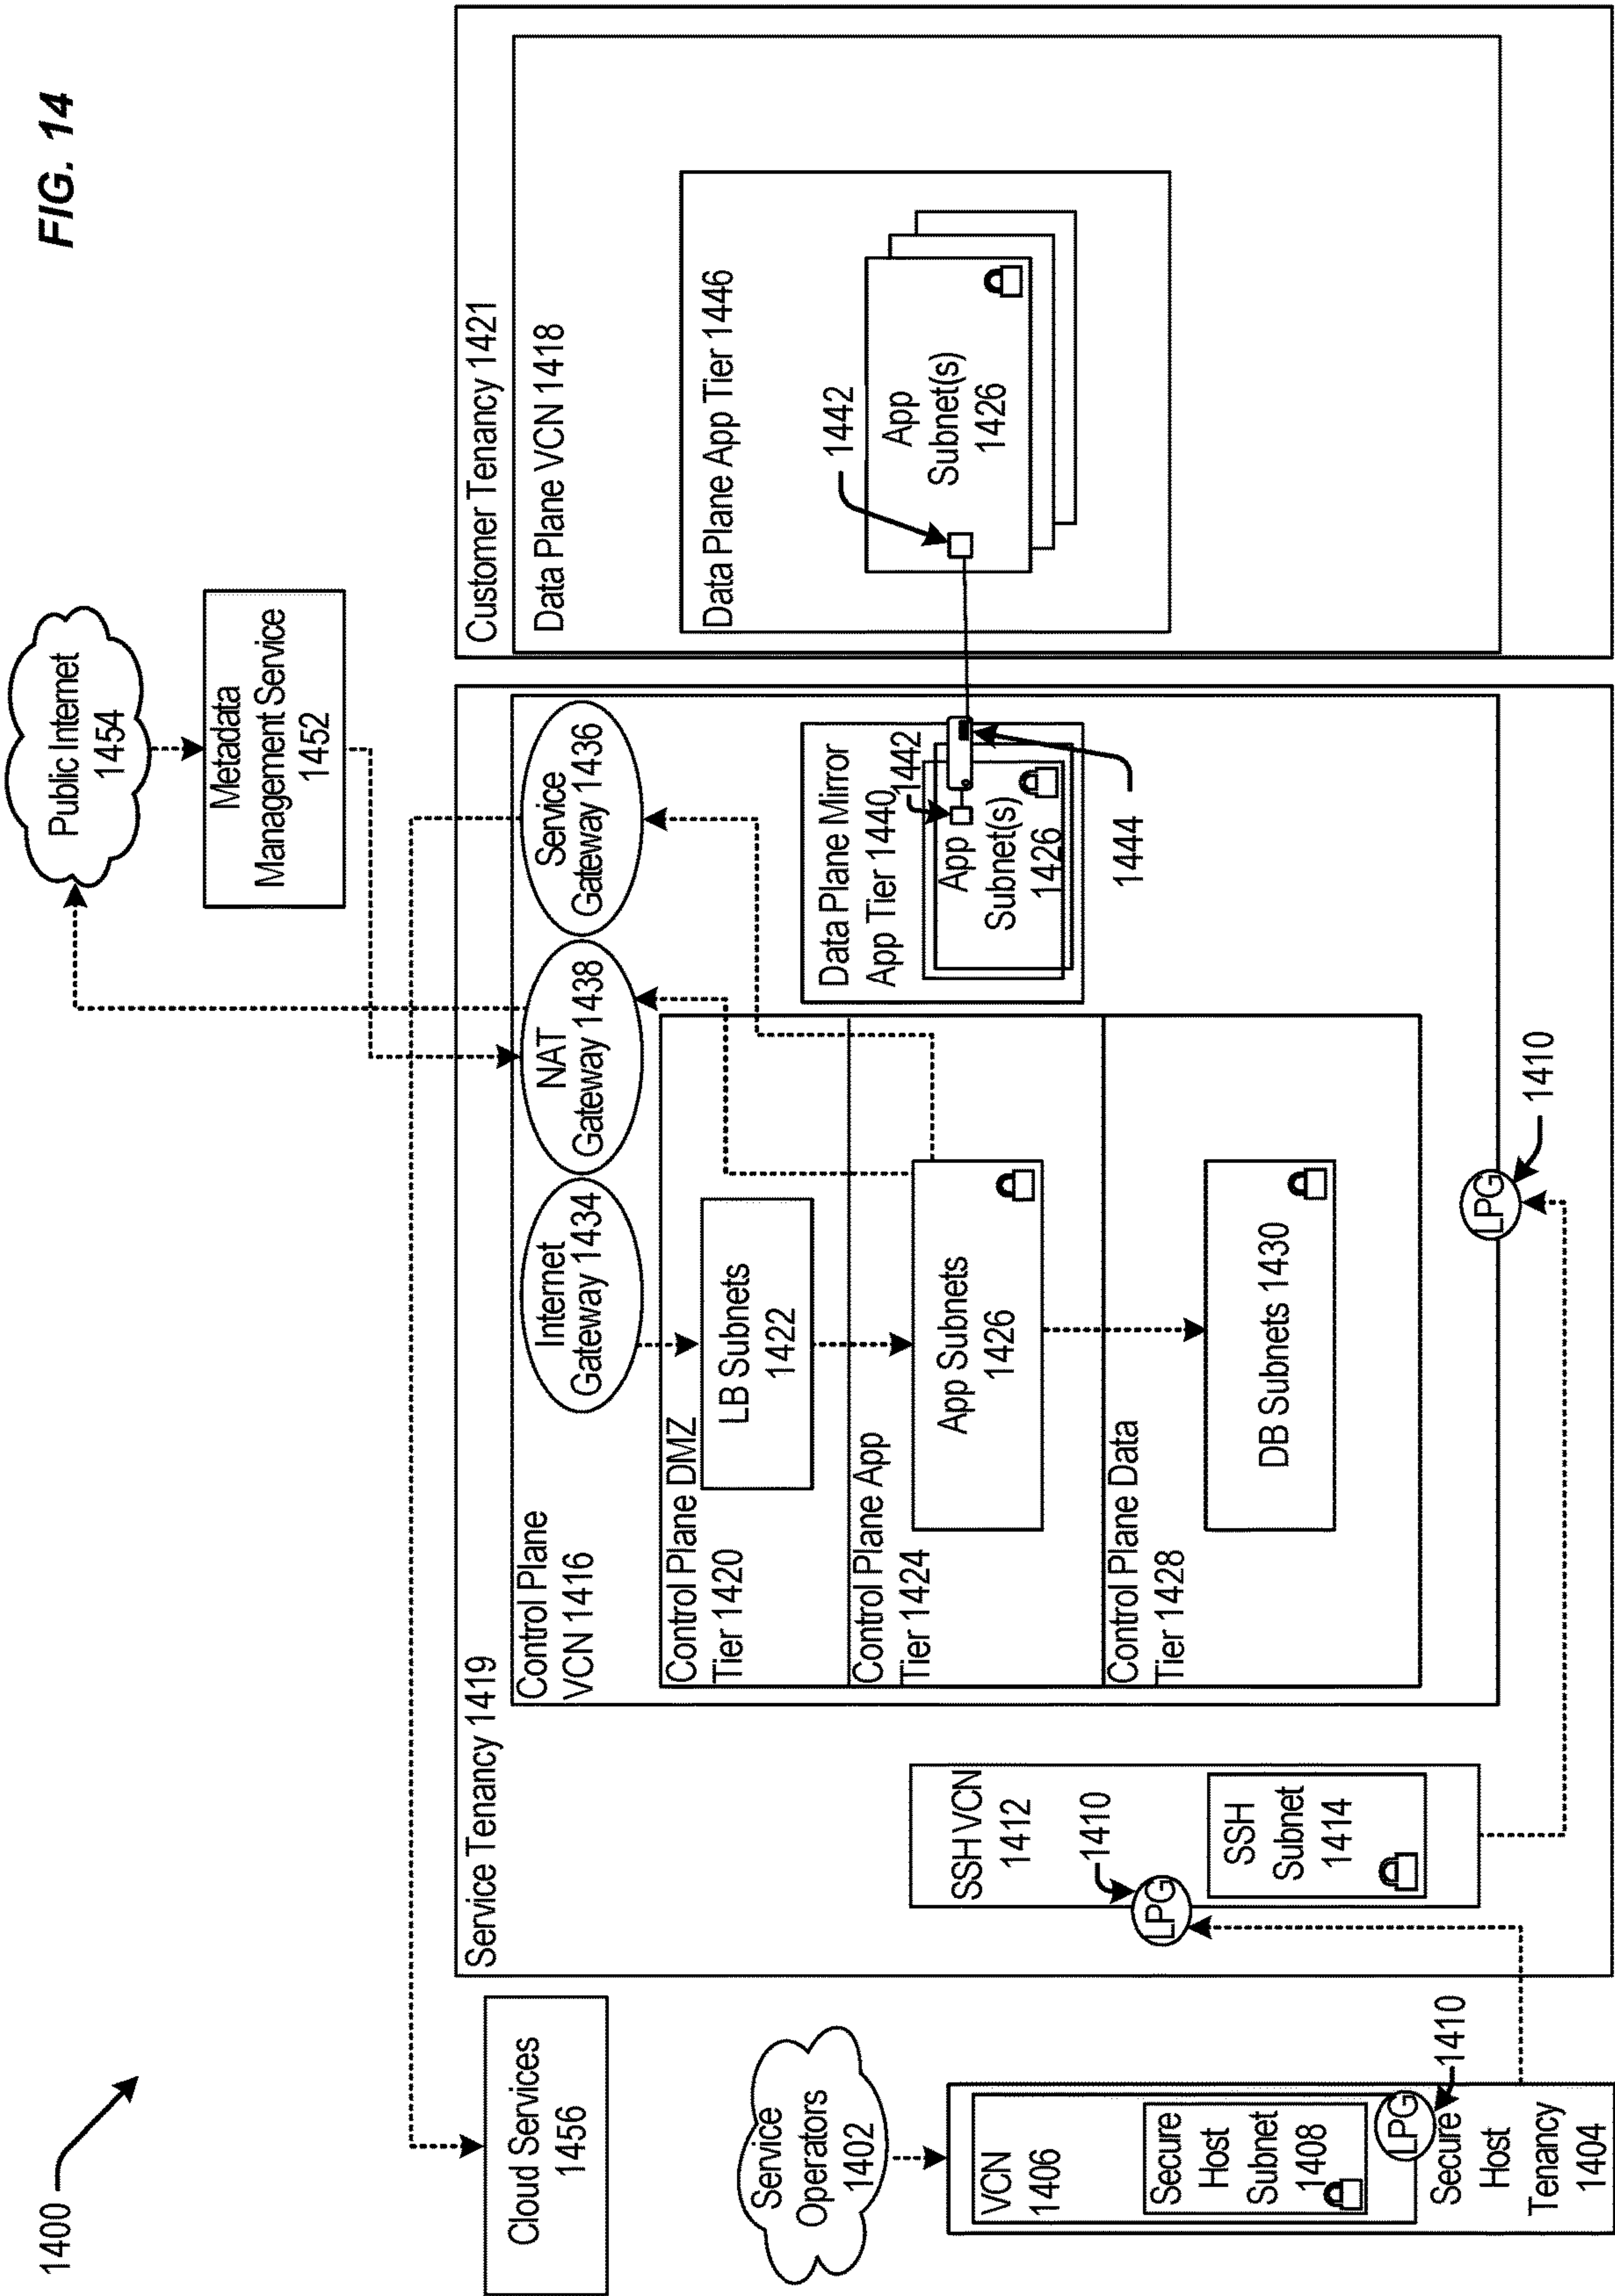 FIG. 14
1400
Public Internet
1454
Metadata
Management Service
1452
Cloud Services
1456
Service
Operators
1402
VCN
1406
Secure
Host
Subnet
1408
LPG
1410
Secure
Host
Tenancy
1404
Service Tenancy 1419
SSH VCN
1412
1410
LPG
SSH
Subnet
1414
Control Plane
VCN 1416
Internet
Gateway 1434
NAT
Gateway 1438
Service
Gateway 1436
Control Plane DMZ
Tier 1420
LB Subnets
1422
Control Plane App
Tier 1424
App Subnets
1426
Control Plane Data
Tier 1428
DB Subnets 1430
LPG
1410
Data Plane Mirror
App Tier 1440
1442
App
Subnet(s)
1426
1444
Customer Tenancy 1421
Data Plane VCN 1418
Data Plane App Tier 1446
1442
App
Subnet(s)
1426